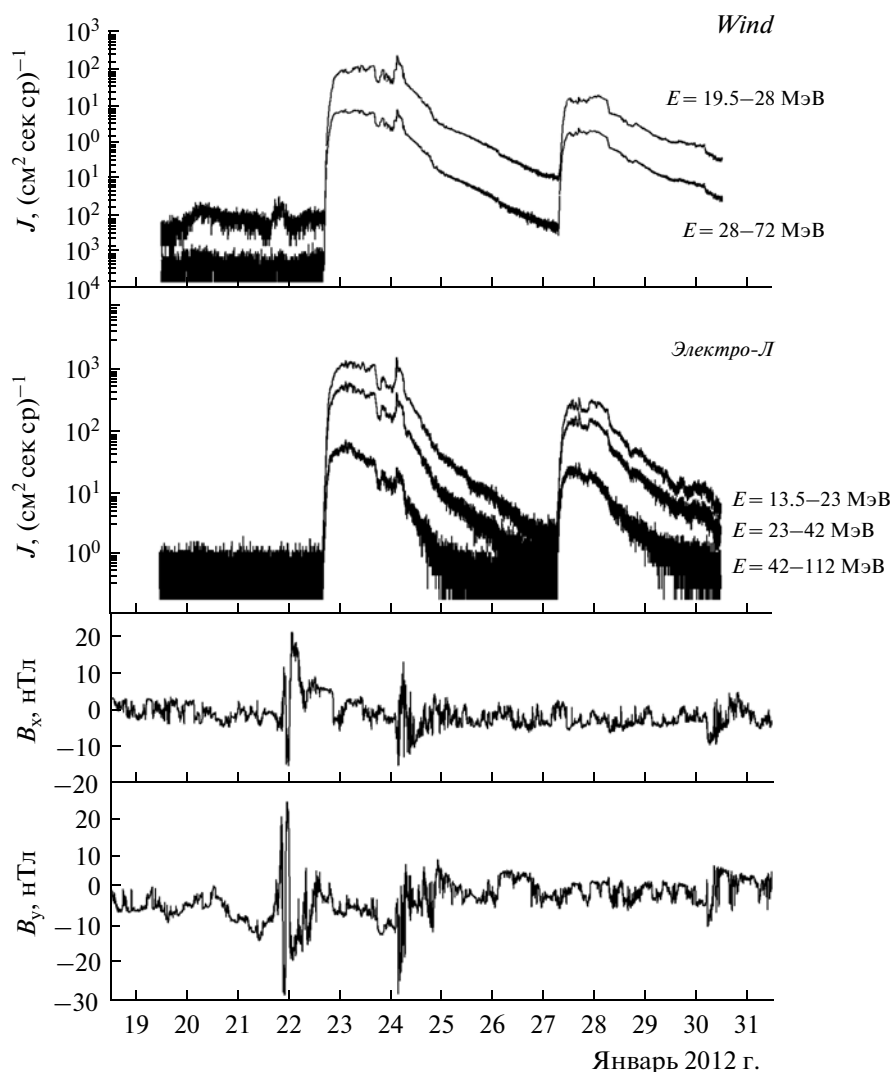 Wind
J, (см² сек ср)⁻¹
10³
10²
10¹
10⁰
10¹
10²
10³
10⁴
E = 19.5–28 МэВ
E = 28–72 МэВ
Электро-Л
J, (см² сек ср)⁻¹
10³
10²
10¹
10⁰
E = 13.5–23 МэВ
E = 23–42 МэВ
E = 42–112 МэВ
Bₓ, нТл
20
10
0
−10
−20
B_y, нТл
20
10
0
−10
−20
−30
19 20 21 22 23 24 25 26 27 28 29 30 31
Январь 2012 г.